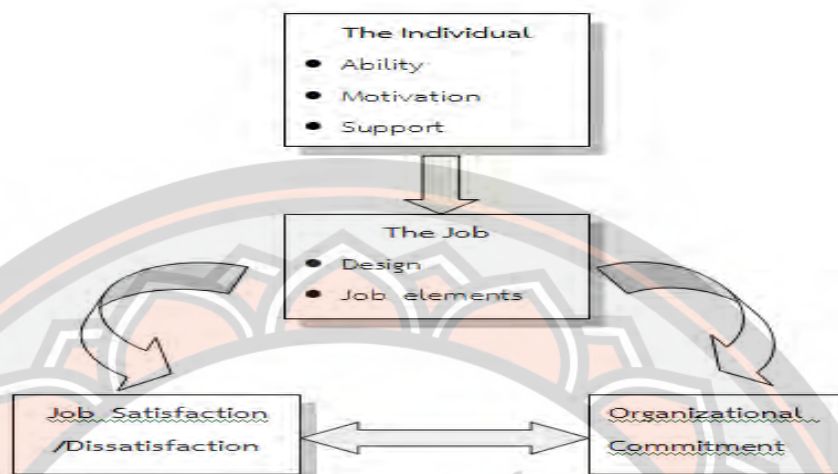 The Individual
● Ability
● Motivation
● Support
The Job
● Design
● Job elements
Job Satisfaction
/Dissatisfaction
Organizational
Commitment